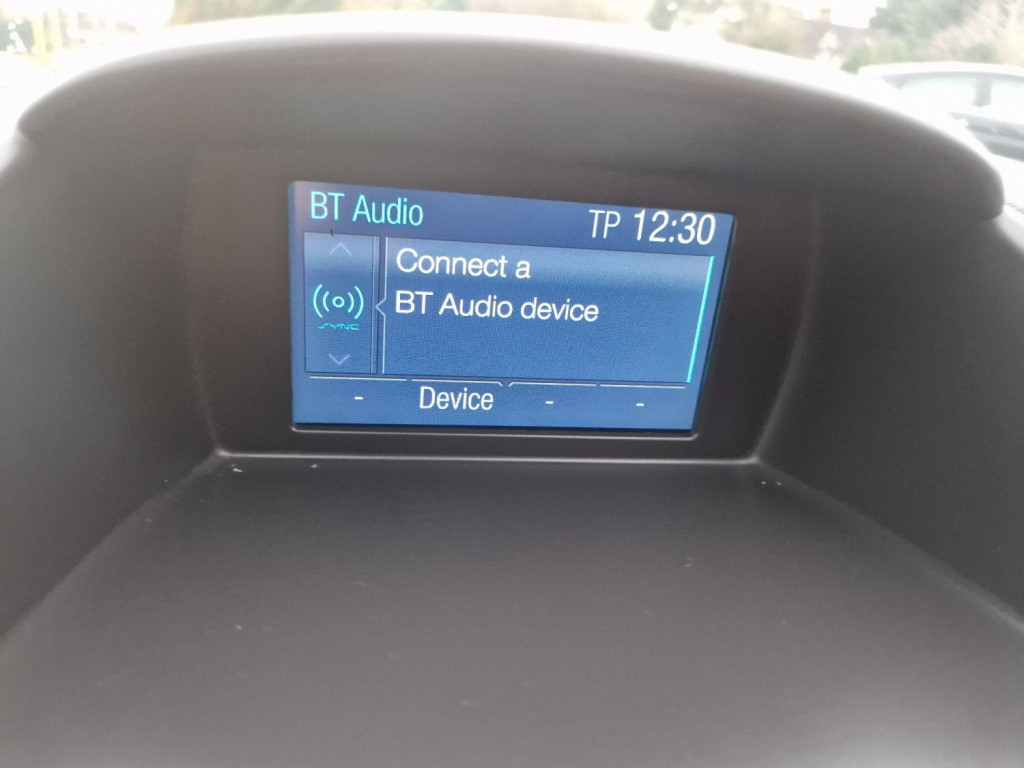 BT Audio
TP 12:30
Connect a
BT Audio device
SYNC
- Device - -